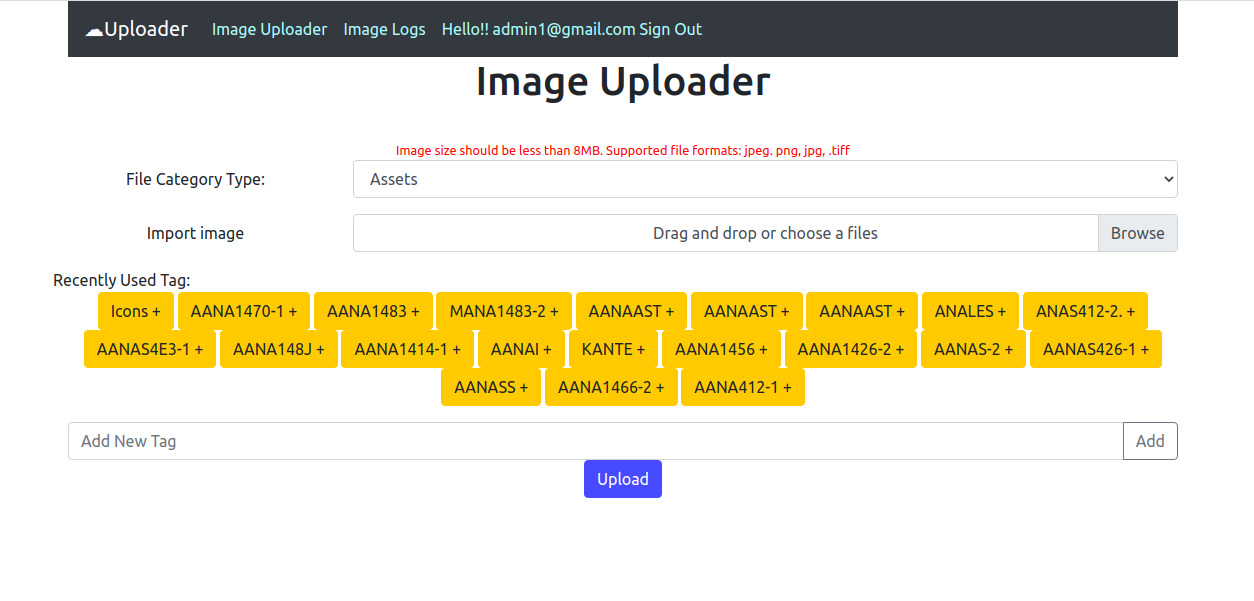 ☁Uploader Image Uploader Image Logs Hello!! admin1@gmail.com Sign Out
Image Uploader
Image size should be less than 8MB. Supported file formats: jpeg. png, jpg, .tiff
File Category Type: Assets
Import image Drag and drop or choose a files Browse
Recently Used Tag:
Icons + AANA1470-1 + AANA1483 + MANA1483-2 + AANAAST + AANAAST + AANAAST + ANALES + ANAS412-2. +
AANAS4E3-1 + AANA148J + AANA1414-1 + AANAI + KANTE + AANA1456 + AANA1426-2 + AANAS-2 + AANAS426-1 +
AANASS + AANA1466-2 + AANA412-1 +
Add New Tag Add
Upload